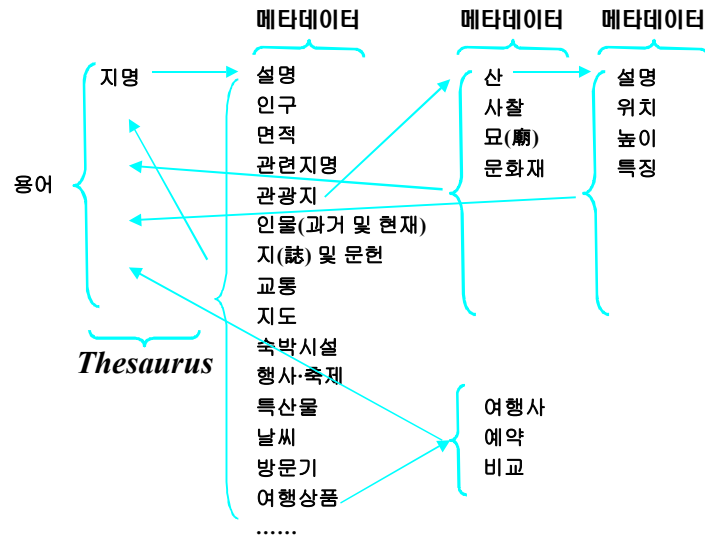 메타데이터 메타데이터 메타데이터
지명 설명 산 설명
인구 사찰 위치
면적 묘(廟) 높이
관련지명 문화재 특징
용어
관광지
인물(과거 및 현재)
지(誌) 및 문헌
교통
지도
Thesaurus
숙박시설
행사·축제
특산물 여행사
날씨 예약
방문기 비교
여행상품
......